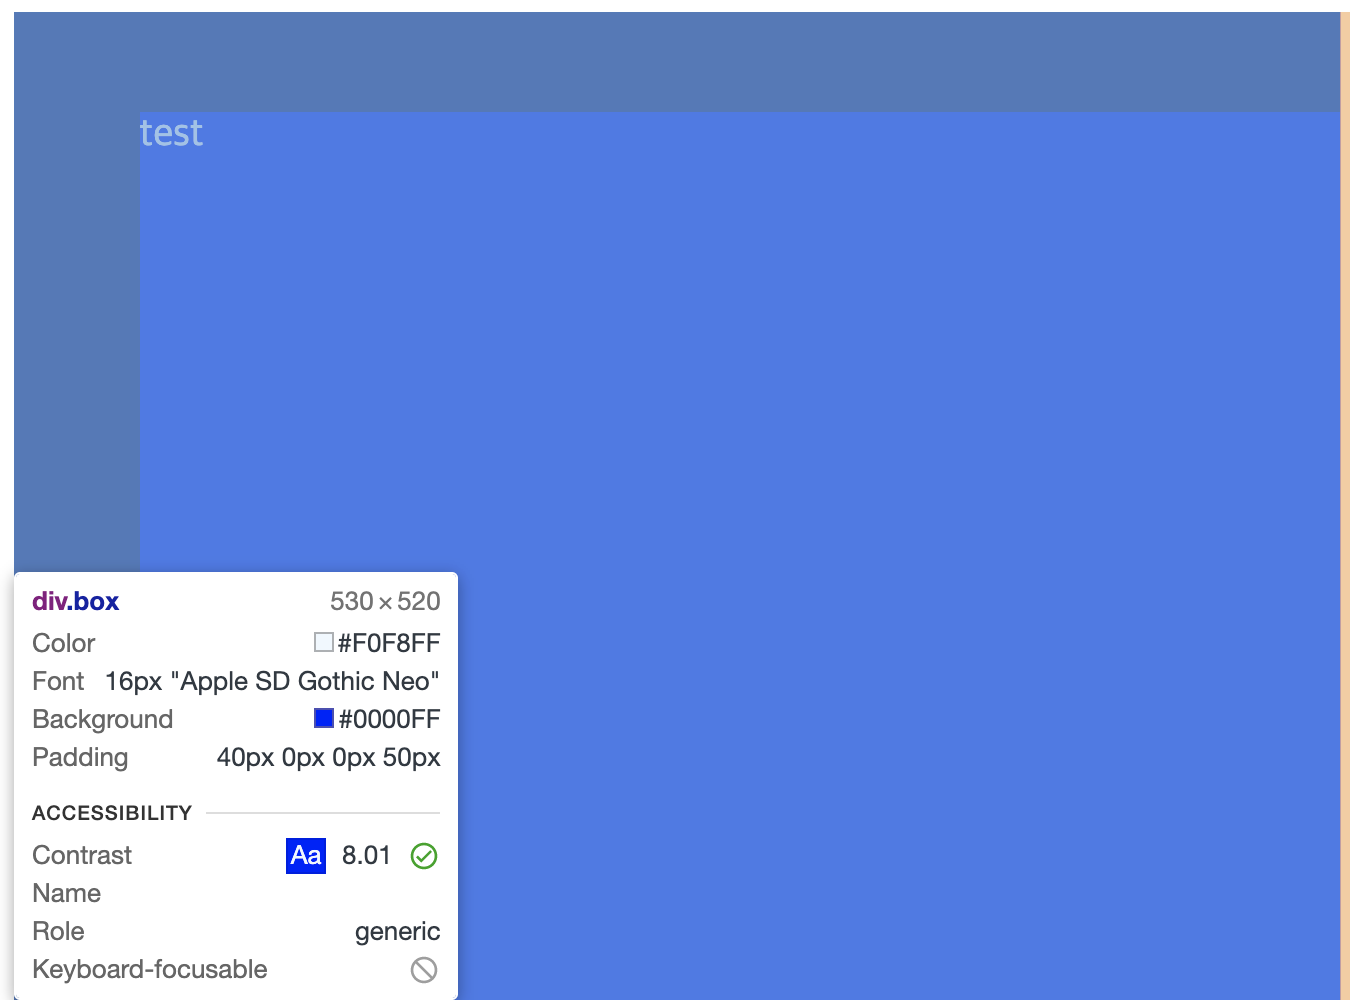 test
div.box 530 × 520
Color #F0F8FF
Font 16px "Apple SD Gothic Neo"
Background #0000FF
Padding 40px 0px 0px 50px
ACCESSIBILITY
Contrast Aa 8.01
Name
Role generic
Keyboard-focusable